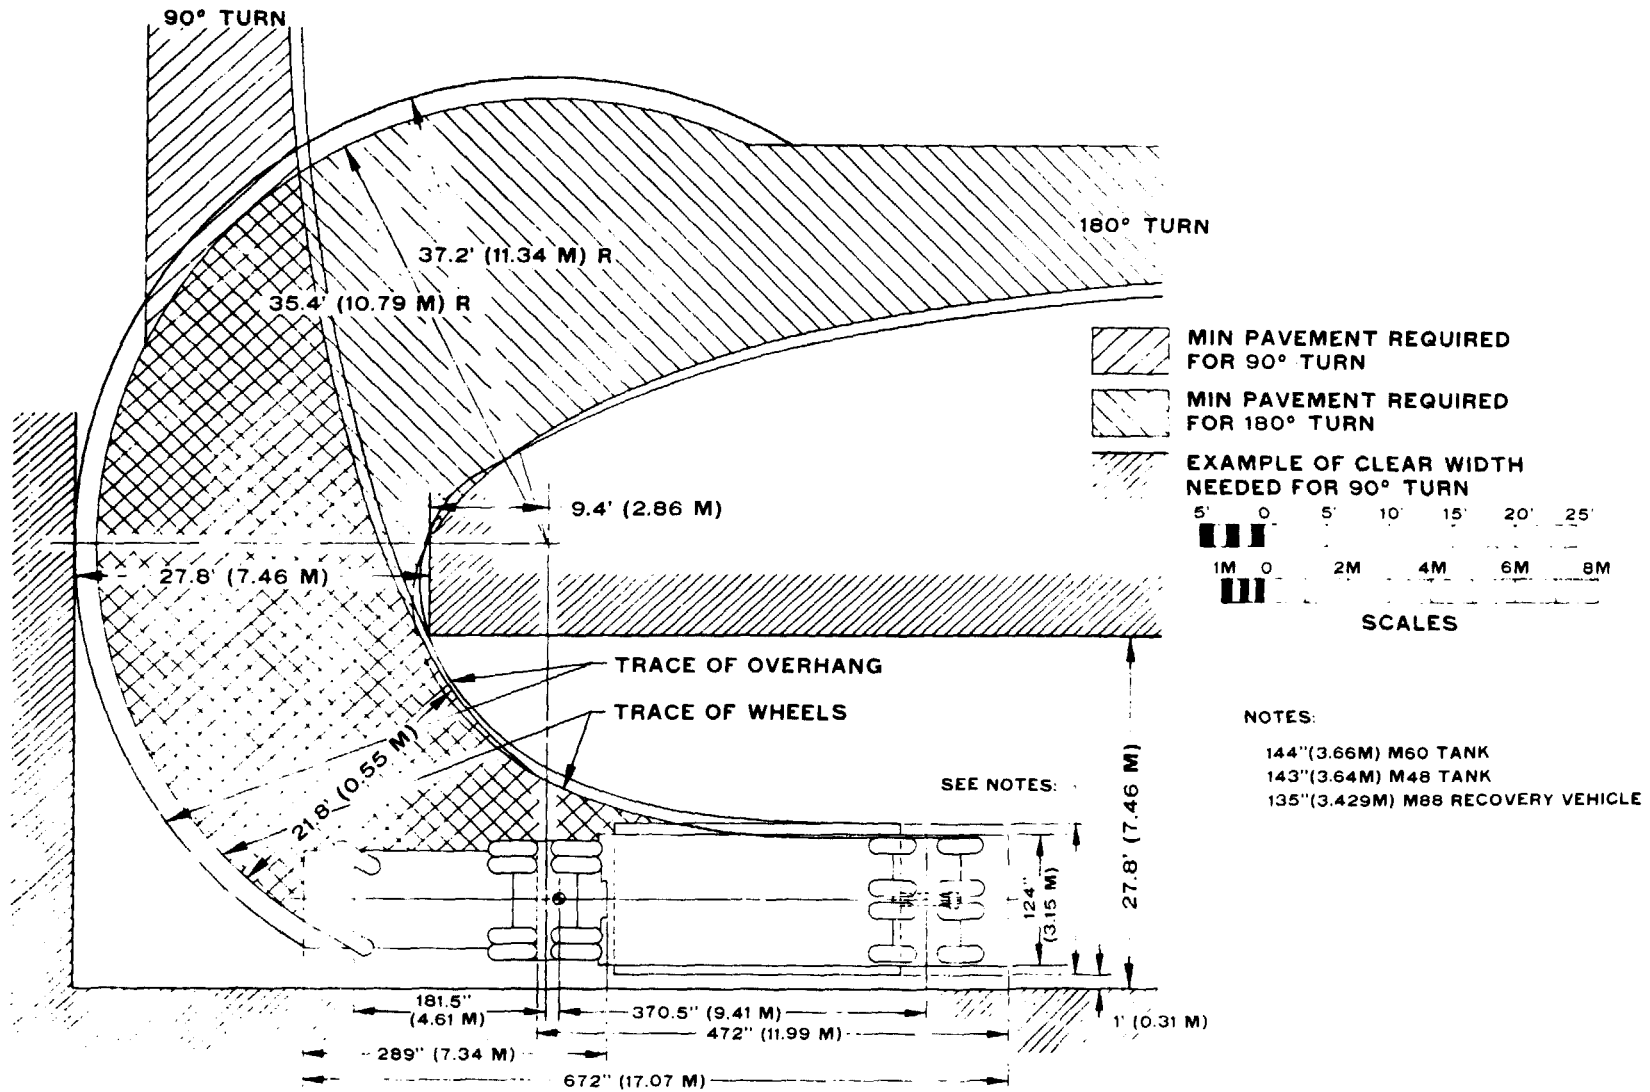 90° TURN
180° TURN
37.2' (11.34 M) R.
35.4' (10.79 M) R
MIN PAVEMENT REQUIRED
FOR 90° TURN
MIN PAVEMENT REQUIRED
FOR 180° TURN
EXAMPLE OF CLEAR WIDTH
NEEDED FOR 90° TURN
5' 0 5' 10' 15' 20' 25'
1M 0 2M 4M 6M 8M
SCALES
9.4' (2.86 M)
27.8' (7.46 M)
TRACE OF OVERHANG
TRACE OF WHEELS
21.8' (0.55 M)
SEE NOTES:
NOTES:
144"(3.66M) M60 TANK
143"(3.64M) M48 TANK
135"(3.429M) M88 RECOVERY VEHICLE
27.8' (7.46 M)
124"
(3.15 M)
181.5"
(4.61 M)
370.5" (9.41 M)
1' (0.31 M)
472" (11.99 M)
289" (7.34 M)
672" (17.07 M)